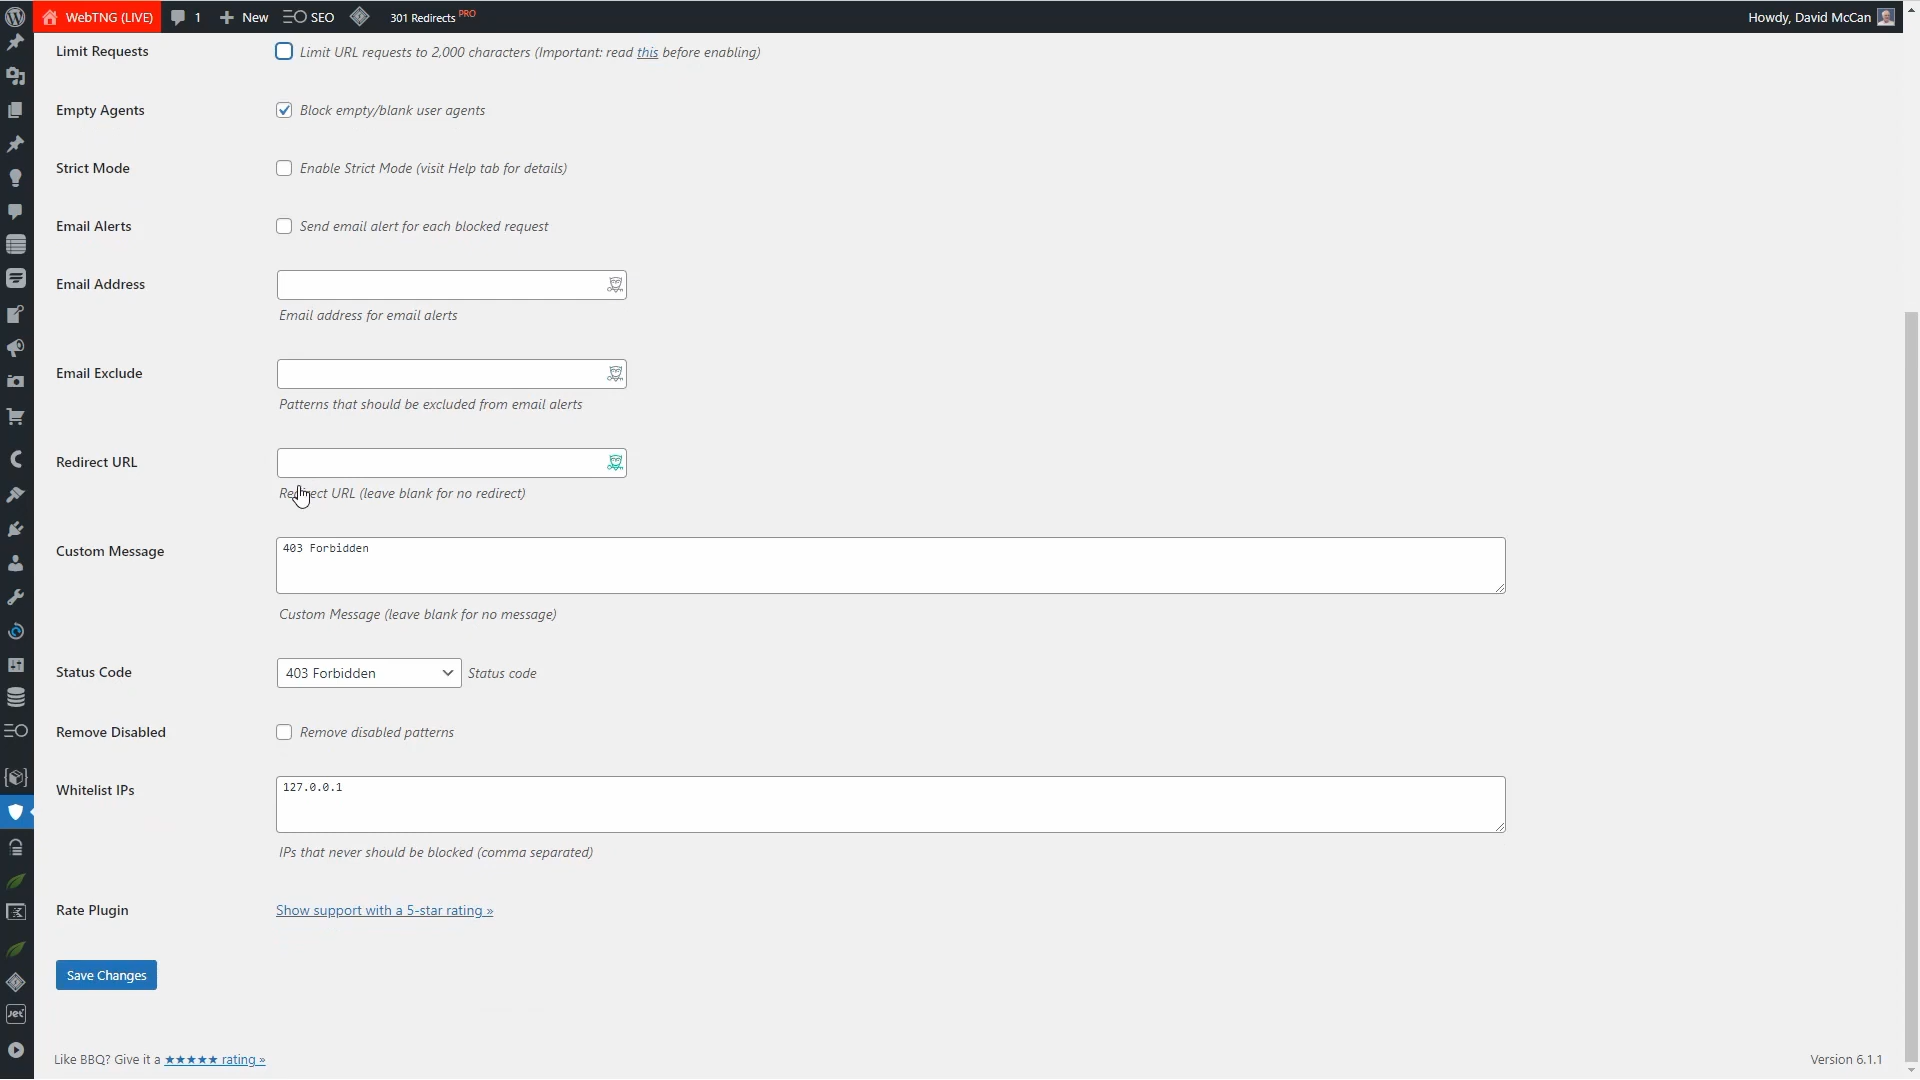 WebTNG (LIVE) 1 New SEO 301 Redirects PRO Howdy, David McCan
Limit Requests Limit URL requests to 2,000 characters (Important: read this before enabling)
Empty Agents Block empty/blank user agents
Strict Mode Enable Strict Mode (visit Help tab for details)
Email Alerts Send email alert for each blocked request
Email Address
Email address for email alerts
Email Exclude
Patterns that should be excluded from email alerts
Redirect URL
Redirect URL (leave blank for no redirect)
Custom Message 403 Forbidden
Custom Message (leave blank for no message)
Status Code 403 Forbidden Status code
Remove Disabled Remove disabled patterns
Whitelist IPs 127.0.0.1
IPs that never should be blocked (comma separated)
Rate Plugin Show support with a 5-star rating »
Save Changes
Like BBQ? Give it a ★★★★★ rating » Version 6.1.1